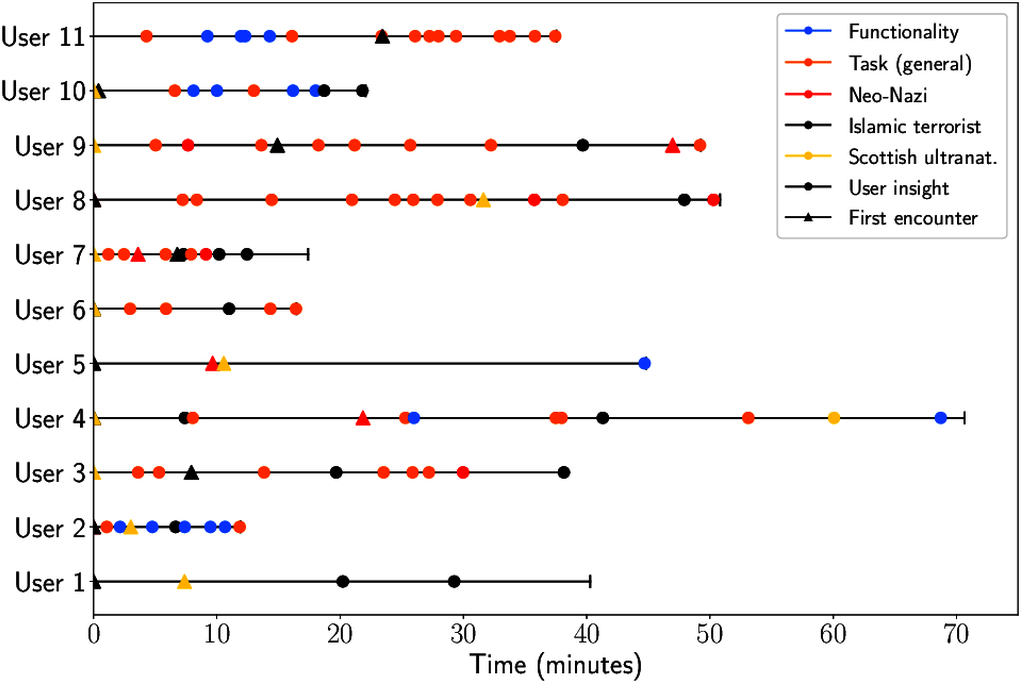 User 11
User 10
User 9
User 8
User 7
User 6
User 5
User 4
User 3
User 2
User 1
0 10 20 30 40 50 60 70
Time (minutes)
Functionality
Task (general)
Neo-Nazi
Islamic terrorist
Scottish ultranat.
User insight
First encounter